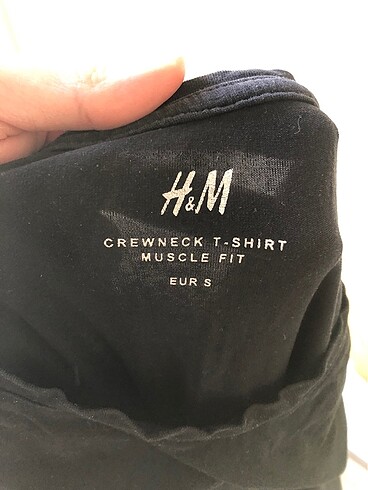 H&M
CREWNECK T-SHIRT
MUSCLE FIT
EUR S